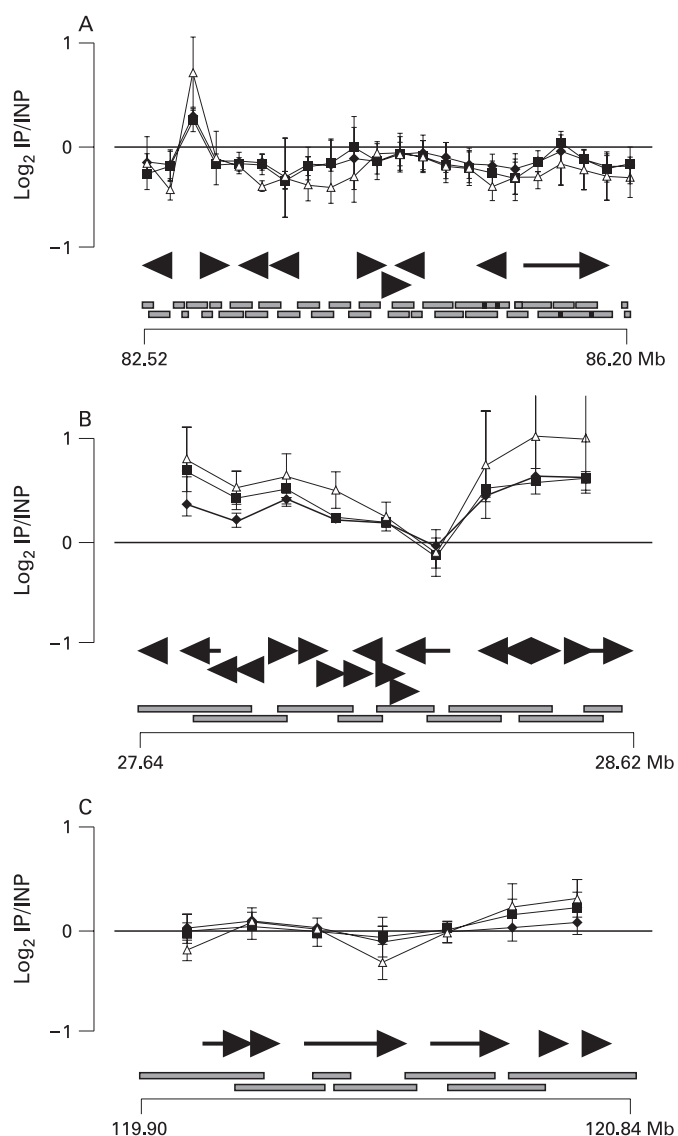 A
1
0
−1
Log₂ IP/INP
82.52 86.20 Mb
B
1
0
−1
Log₂ IP/INP
27.64 28.62 Mb
C
1
0
−1
Log₂ IP/INP
119.90 120.84 Mb